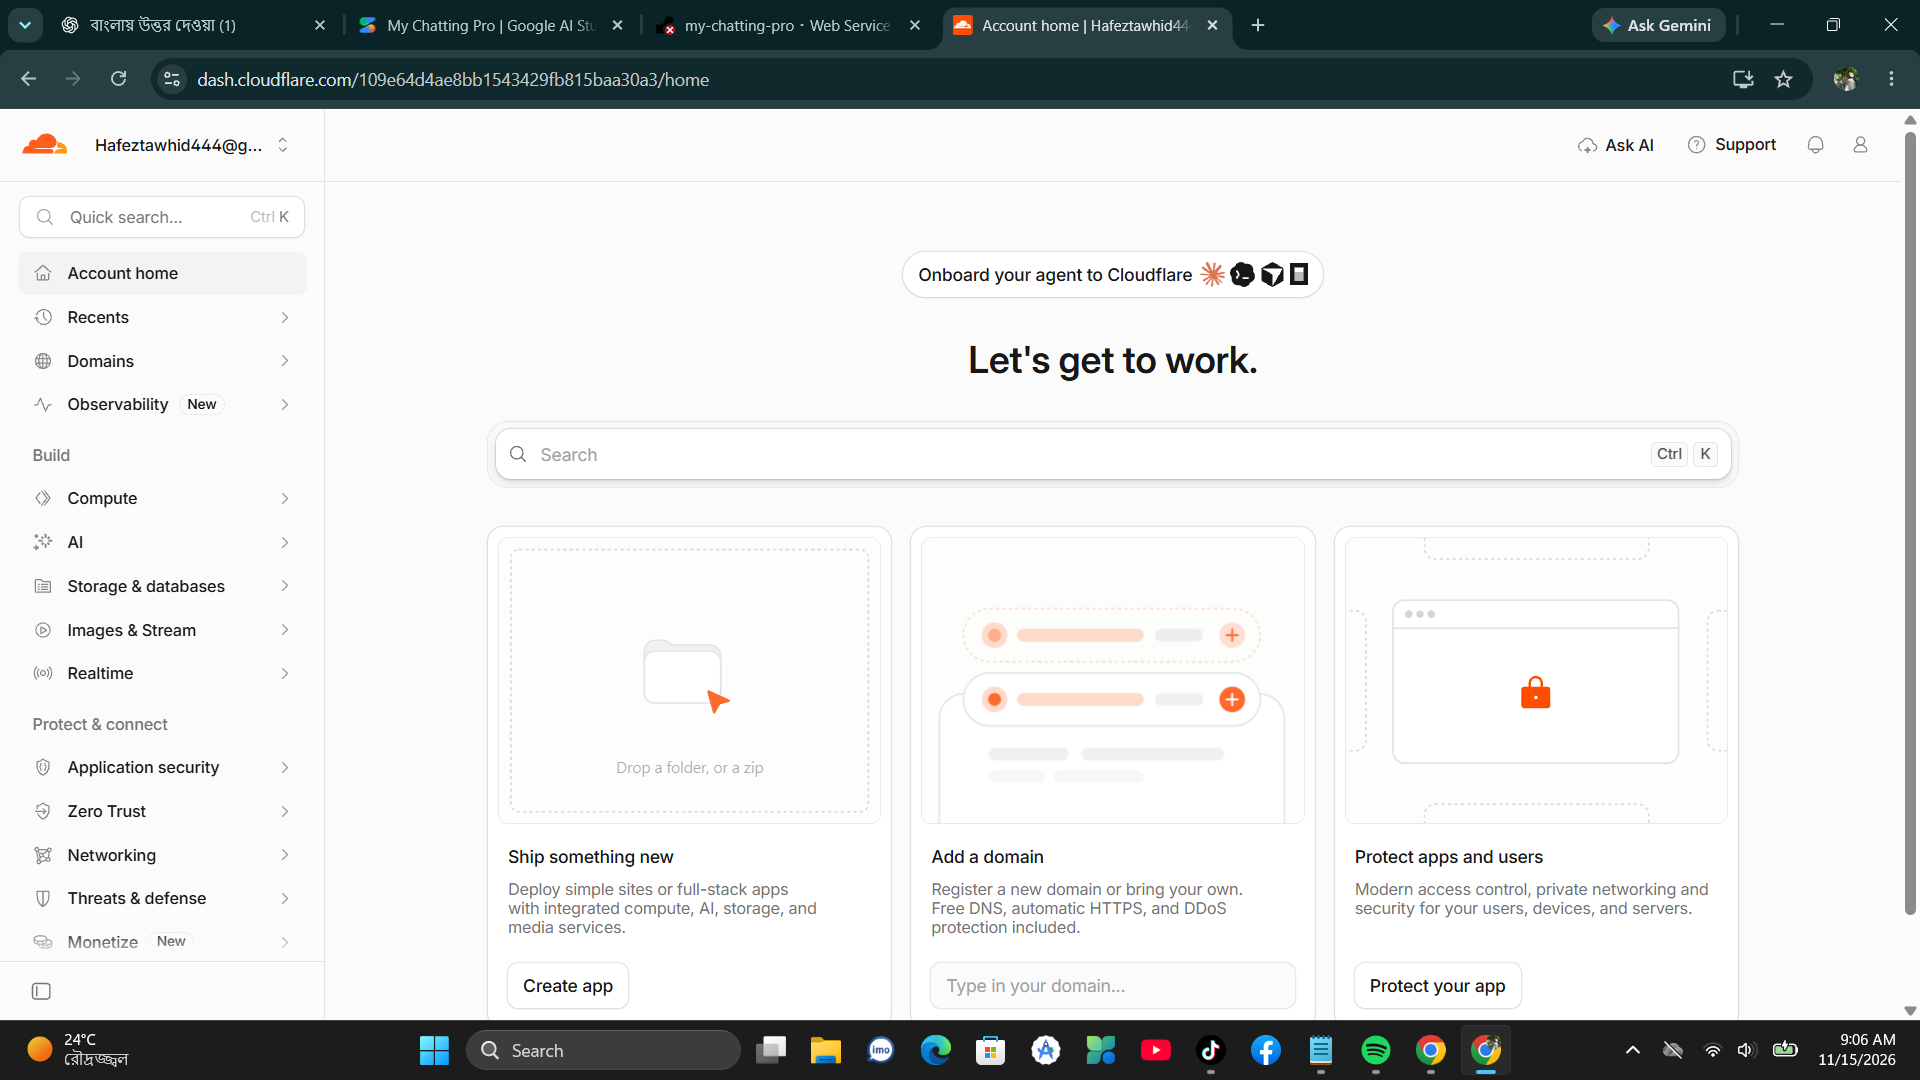 বাংলায় উত্তর দেওয়া (1)
My Chatting Pro | Google AI Stu
my-chatting-pro · Web Service
Account home | Hafeztawhid44
Ask Gemini
dash.cloudflare.com/109e64d4ae8bb1543429fb815baa30a3/home
Hafeztawhid444@g...
Ask AI
Support
Quick search...
Ctrl K
Account home
Recents
Domains
Observability New
Build
Compute
AI
Storage & databases
Images & Stream
Realtime
Protect & connect
Application security
Zero Trust
Networking
Threats & defense
Monetize New
Onboard your agent to Cloudflare
Let's get to work.
Search
Ctrl K
Drop a folder, or a zip
Ship something new
Deploy simple sites or full-stack apps
with integrated compute, AI, storage, and
media services.
Create app
Add a domain
Register a new domain or bring your own.
Free DNS, automatic HTTPS, and DDoS
protection included.
Type in your domain...
Protect apps and users
Modern access control, private networking and
security for your users, devices, and servers.
Protect your app
24°C
রৌদ্রজ্জ্বল
Search
imo
9:06 AM
11/15/2026